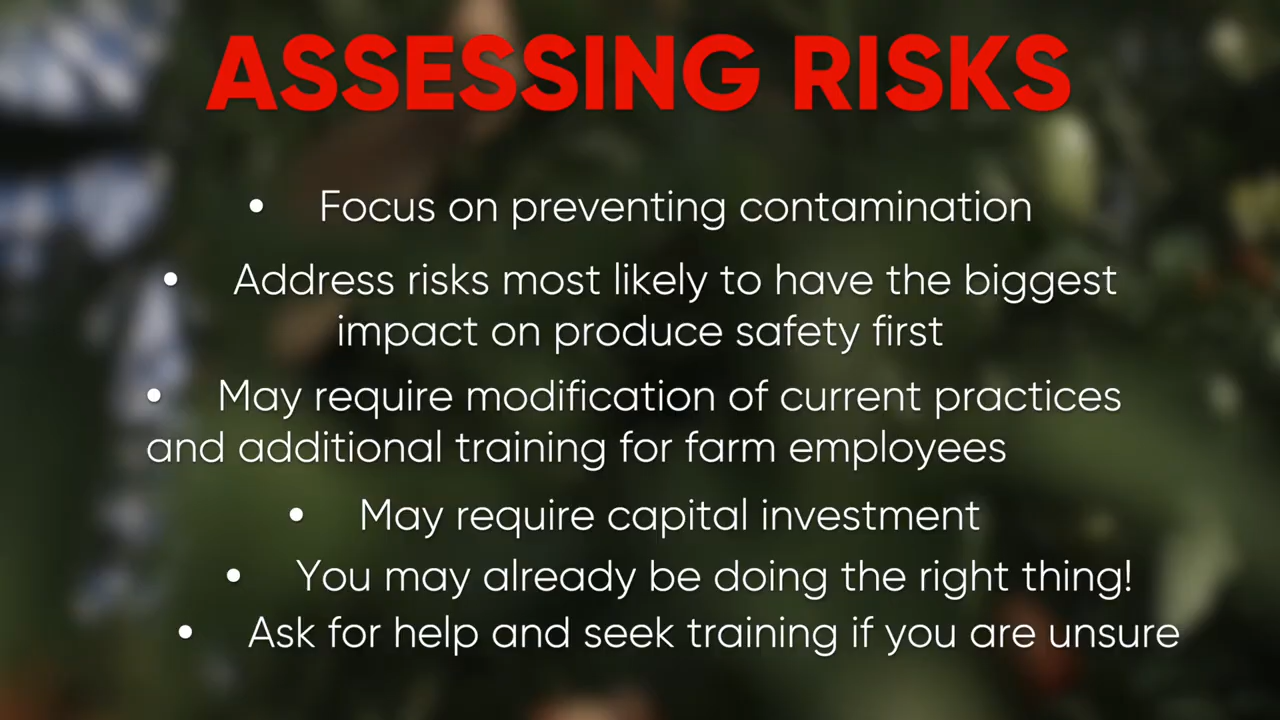 ASSESSING RISKS
• Focus on preventing contamination
• Address risks most likely to have the biggest
impact on produce safety first
• May require modification of current practices
and additional training for farm employees
• May require capital investment
• You may already be doing the right thing!
• Ask for help and seek training if you are unsure